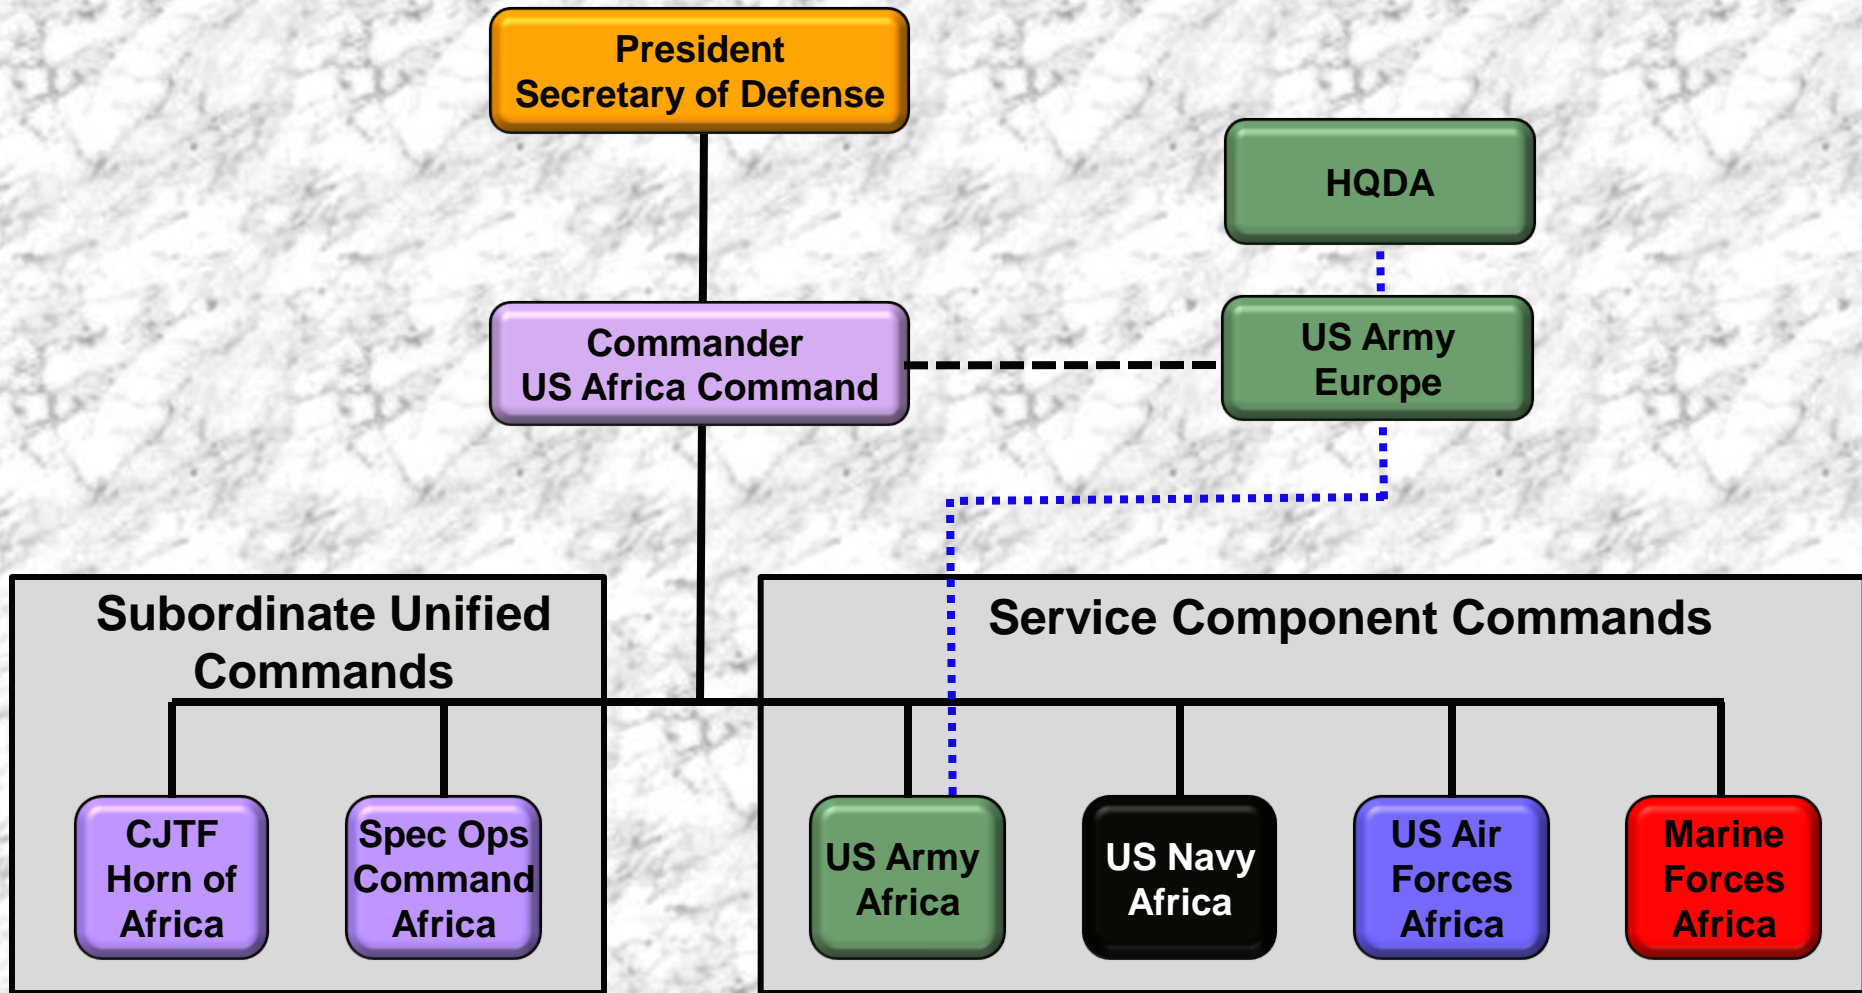 President
Secretary of Defense
HQDA
Commander
US Africa Command
US Army
Europe
Subordinate Unified
Commands
Service Component Commands
CJTF
Horn of
Africa
Spec Ops
Command
Africa
US Army
Africa
US Navy
Africa
US Air
Forces
Africa
Marine
Forces
Africa